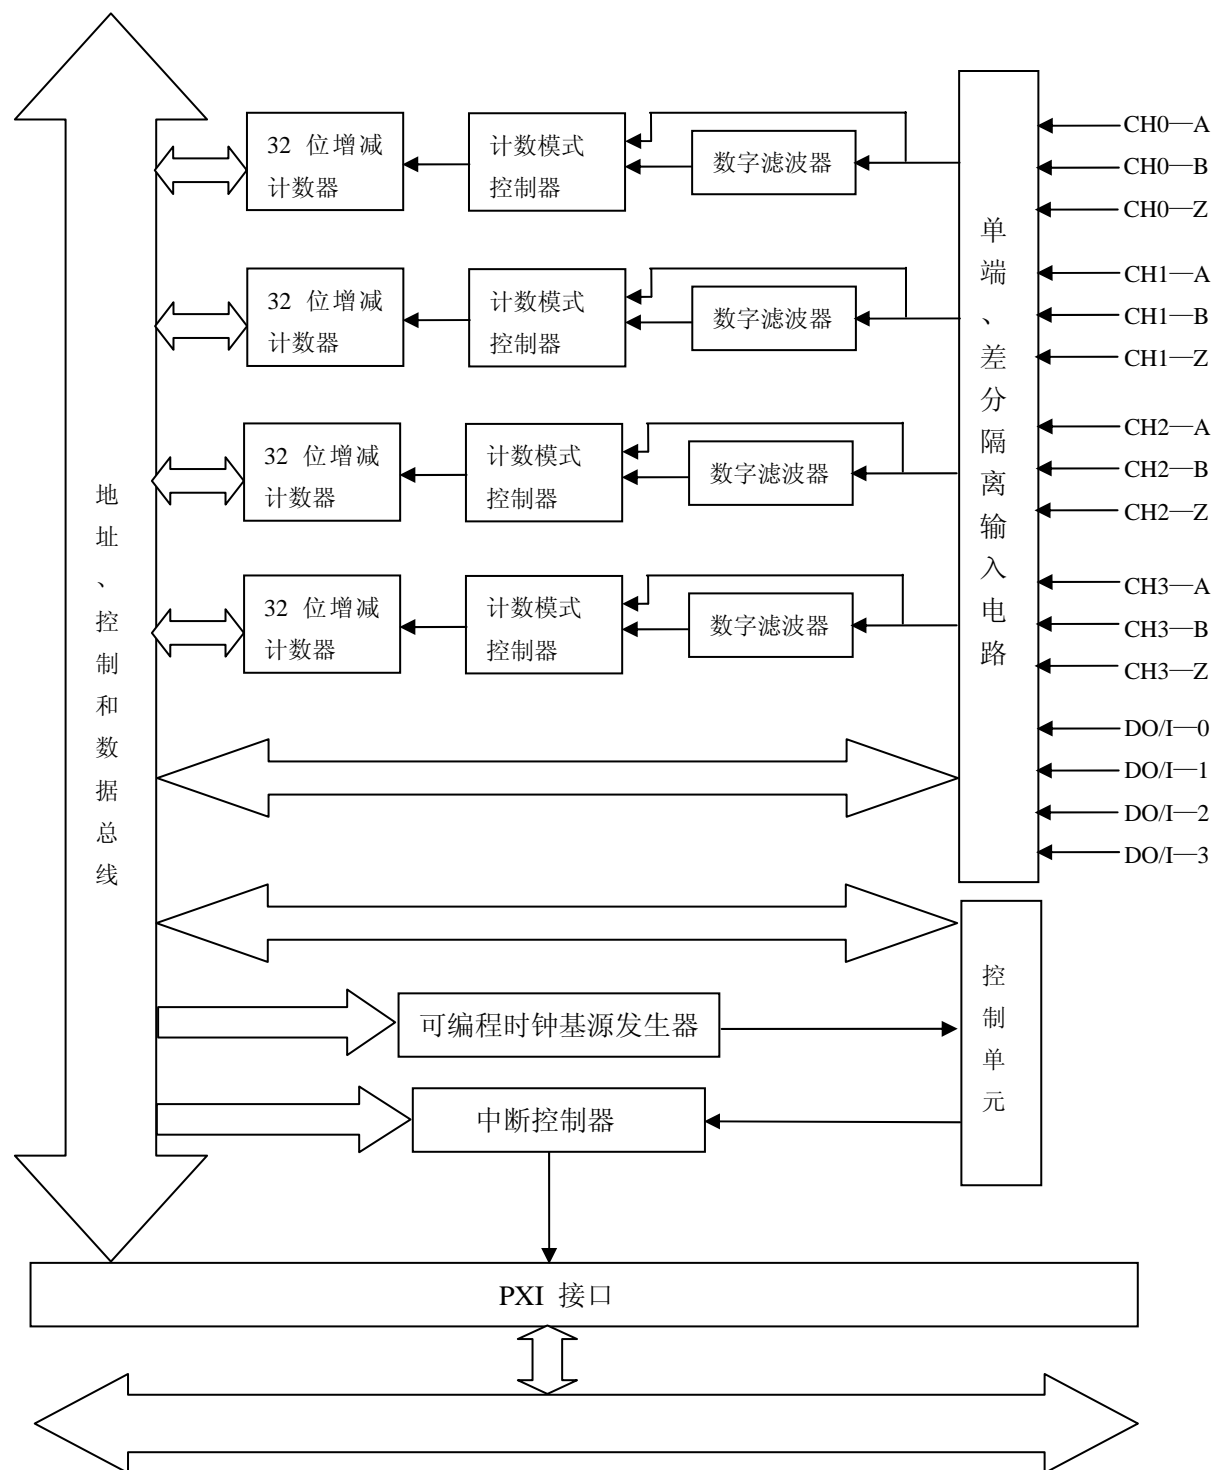 32 位增减
计数器
计数模式
控制器
数字滤波器
CH0—A
CH0—B
CH0—Z
32 位增减
计数器
计数模式
控制器
数字滤波器
CH1—A
CH1—B
CH1—Z
32 位增减
计数器
计数模式
控制器
数字滤波器
CH2—A
CH2—B
CH2—Z
32 位增减
计数器
计数模式
控制器
数字滤波器
CH3—A
CH3—B
CH3—Z
DO/I—0
DO/I—1
DO/I—2
DO/I—3
单端、差分隔离输入电路
地址、控制和数据总线
控制单元
可编程时钟基源发生器
中断控制器
PXI 接口